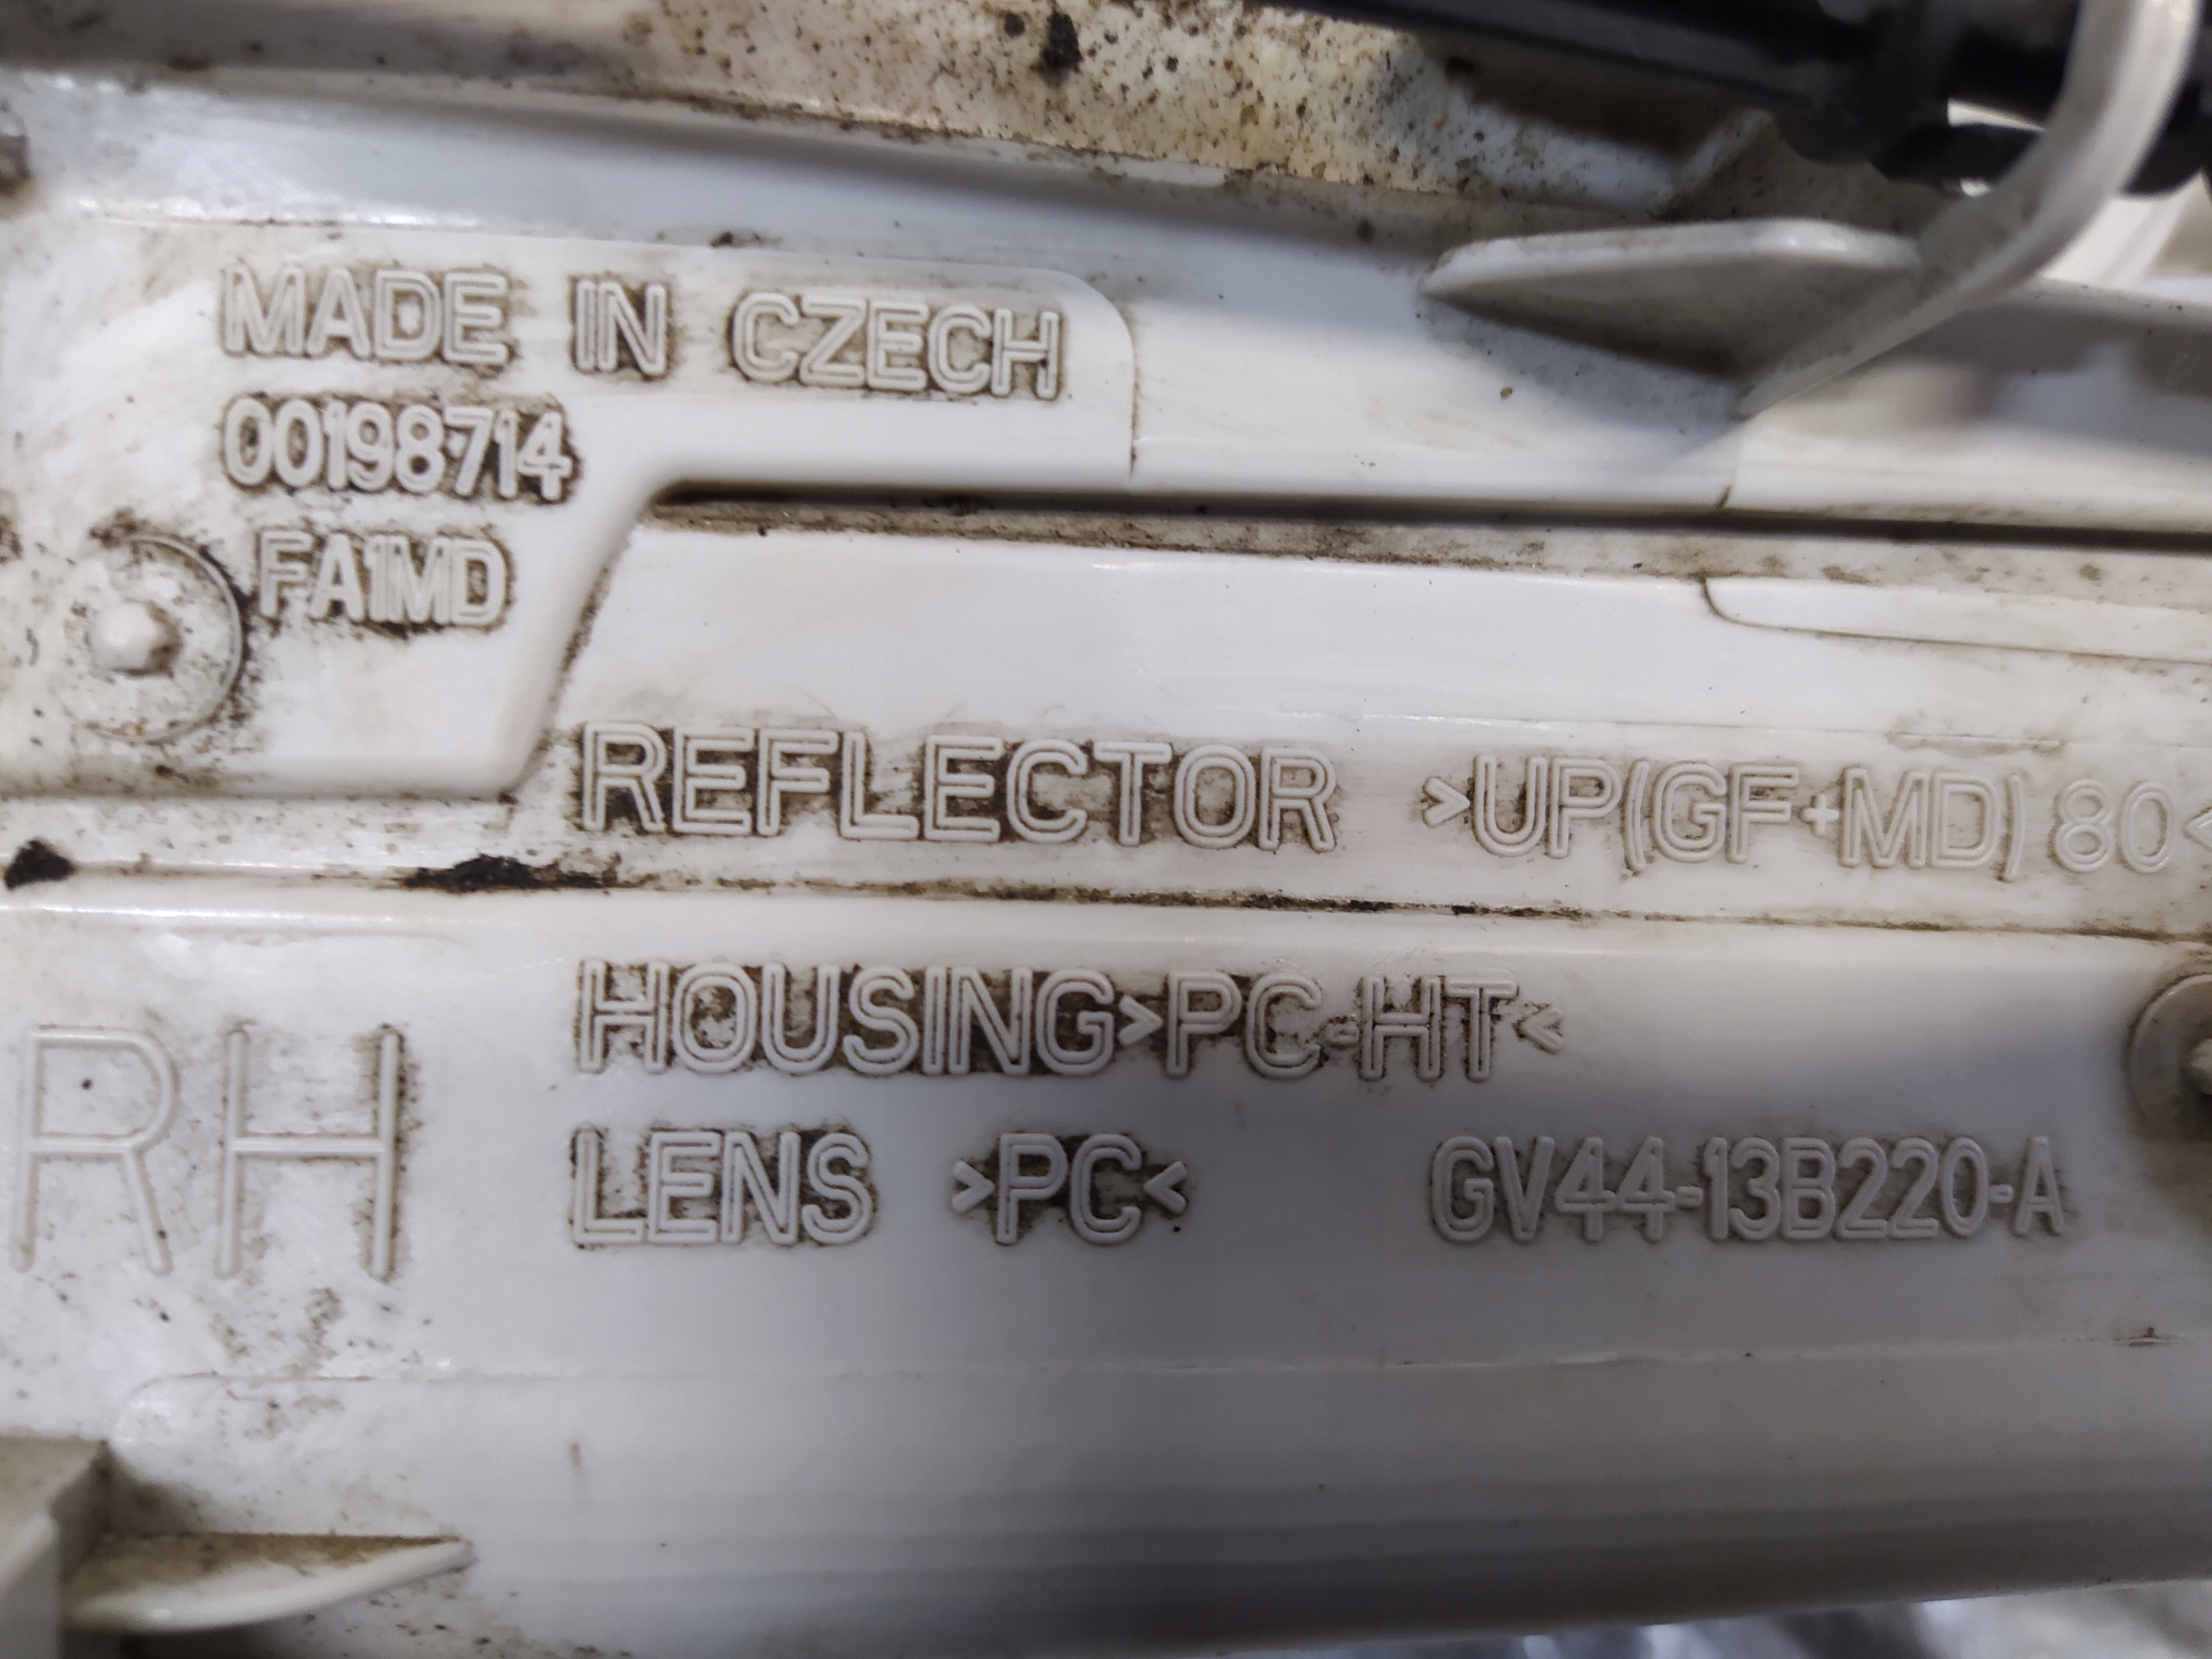 MADE IN CZECH
00198714
FA1MD
REFLECTOR >UP(GF+MD)80<
HOUSING>PC-HT<
RH
LENS >PC< GV44-13B220-A